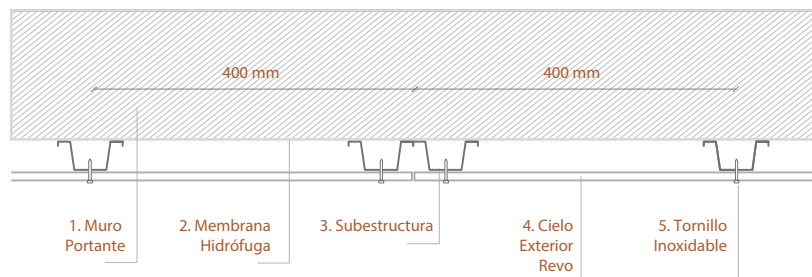 400 mm
400 mm
1. Muro
Portante
2. Membrana
Hidrófuga
3. Subestructura
4. Cielo
Exterior
Revo
5. Tornillo
Inoxidable